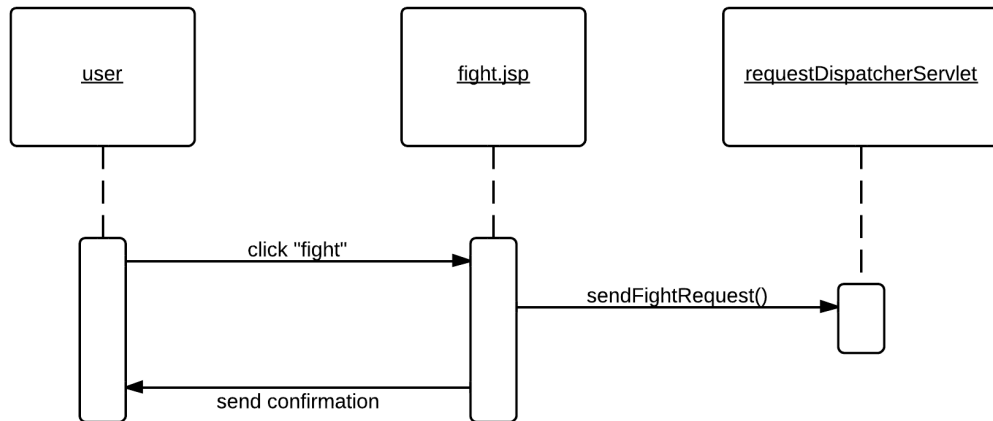 user
fight.jsp
requestDispatcherServlet
click "fight"
sendFightRequest()
send confirmation